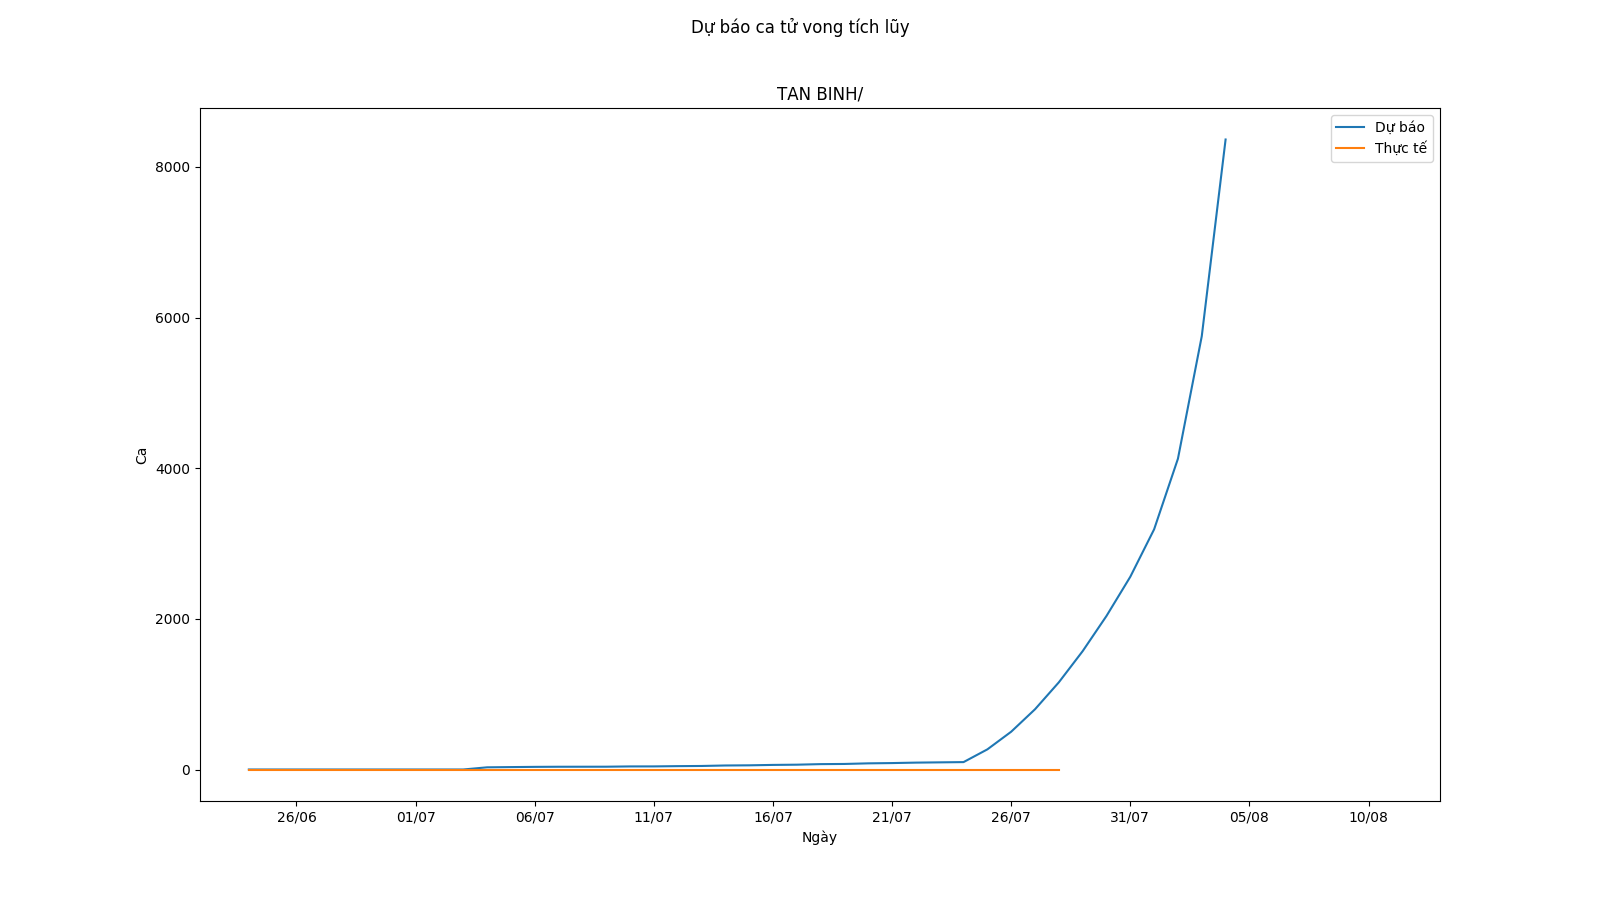 Dự báo ca tử vong tích lũy
TAN BINH/
Dự báo
Thực tế
8000
6000
4000
2000
0
Ca
26/06 01/07 06/07 11/07 16/07 21/07 26/07 31/07 05/08 10/08
Ngày